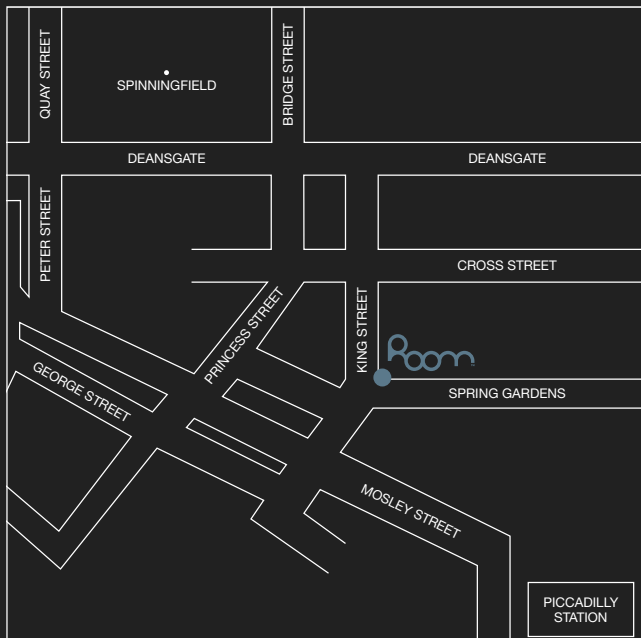 QUAY STREET
SPINNINGFIELD
BRIDGE STREET
DEANSGATE
DEANSGATE
PETER STREET
CROSS STREET
PRINCESS STREET
KING STREET
Room
GEORGE STREET
SPRING GARDENS
MOSLEY STREET
PICCADILLY
STATION